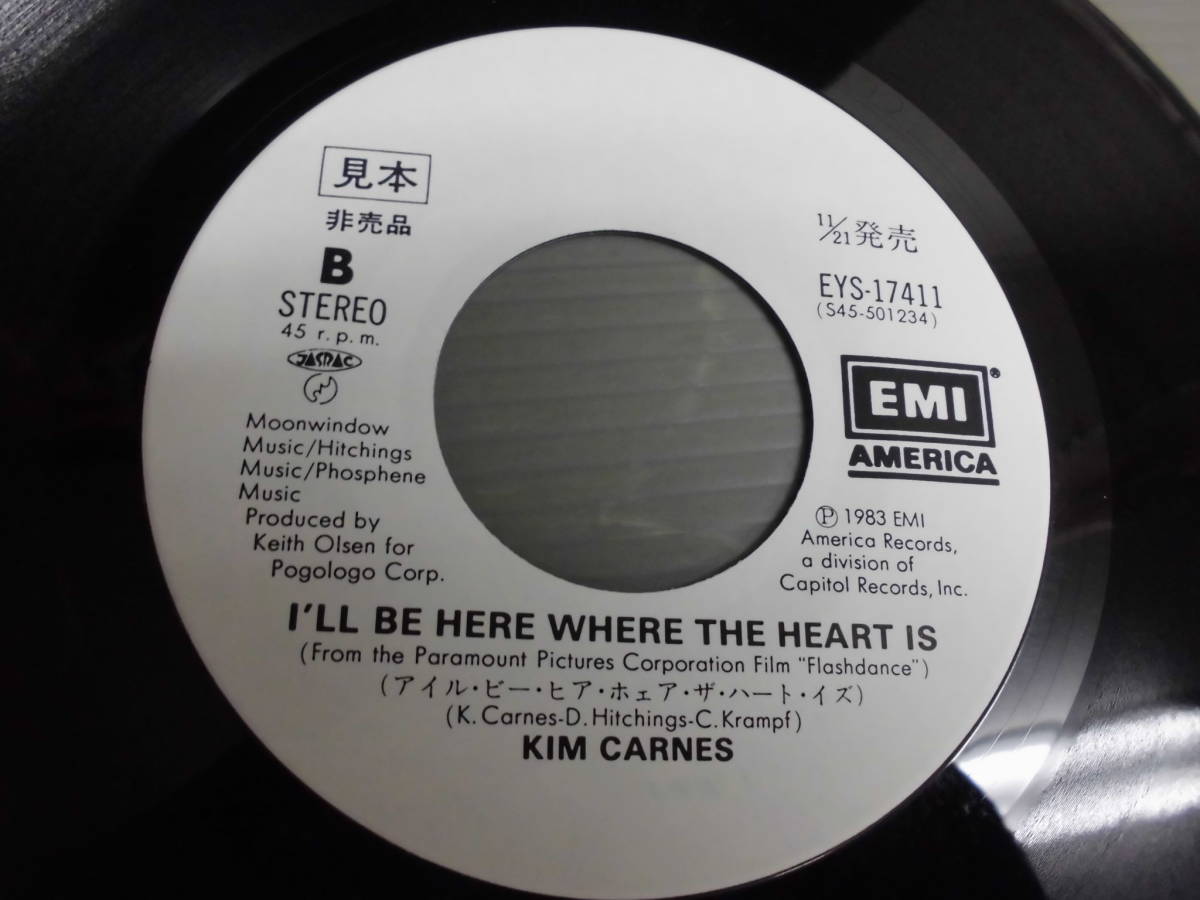 見本
非売品
B
STEREO
45 r.p.m.
JASRAC
Moonwindow
Music/Hitchings
Music/Phosphene
Music
Produced by
Keith Olsen for
Pogologo Corp.
11/21発売
EYS-17411
(S45-501234)
EMI
®
AMERICA
Ⓟ 1983 EMI
America Records,
a division of
Capitol Records, Inc.
I'LL BE HERE WHERE THE HEART IS
(From the Paramount Pictures Corporation Film "Flashdance")
(アイル・ビー・ヒア・ホェア・ザ・ハート・イズ)
(K. Carnes-D. Hitchings-C. Krampf)
KIM CARNES